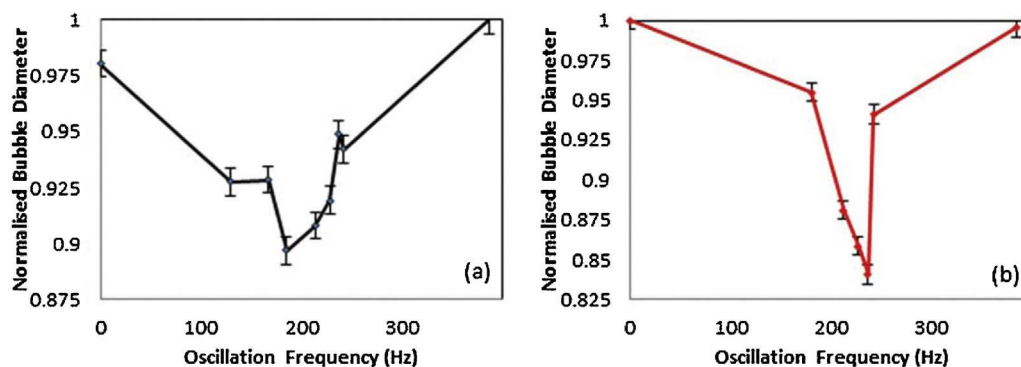 1
0.975
0.95
0.925
0.9
0.875
Normalised Bubble Diameter
0 100 200 300
Oscillation Frequency (Hz)
(a)
1
0.975
0.95
0.925
0.9
0.875
0.85
0.825
Normalised Bubble Diameter
0 100 200 300
Oscillation Frequency (Hz)
(b)